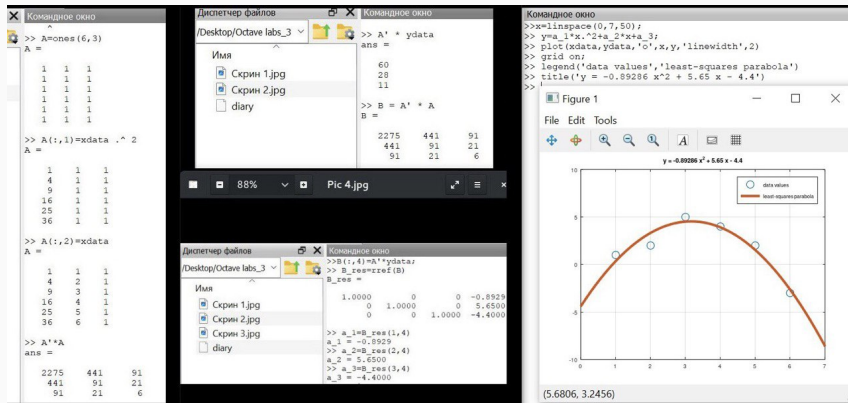 Командное окно
>> A=ones(6,3)
A =
1 1 1
1 1 1
1 1 1
1 1 1
1 1 1
1 1 1
>> A(:,1)=xdata .^ 2
A =
1 1 1
4 1 1
9 1 1
16 1 1
25 1 1
36 1 1
>> A(:,2)=xdata
A =
1 1 1
4 2 1
9 3 1
16 4 1
25 5 1
36 6 1
>> A'*A
ans =
2275 441 91
441 91 21
91 21 6
Диспетчер файлов
/Desktop/Octave labs_3
Имя
Скрин 1.jpg
Скрин 2.jpg
diary
Командное окно
>> A' * ydata
ans =
60
28
11
>> B = A' * A
B =
2275 441 91
441 91 21
91 21 6
88%
Pic 4.jpg
Диспетчер файлов
/Desktop/Octave labs_3
Имя
Скрин 1.jpg
Скрин 2.jpg
Скрин 3.jpg
diary
Командное окно
>>B(:,4)=A'*ydata;
>> B_res=rref(B)
B_res =
1.0000 0 0 -0.8929
0 1.0000 0 5.6500
0 0 1.0000 -4.4000
>> a_1=B_res(1,4)
a_1 = -0.8929
>> a_2=B_res(2,4)
a_2 = 5.6500
>> a_3=B_res(3,4)
a_3 = -4.4000
Командное окно
>>x=linspace(0,7,50);
>> y=a_1*x.^2+a_2*x+a_3;
>> plot(xdata,ydata,'o',x,y,'linewidth',2)
>> grid on;
>> legend('data values','least-squares parabola')
>> title('y = -0.89286 x^2 + 5.65 x - 4.4')
>>
Figure 1
File Edit Tools
A
y = -0.89286 x² + 5.65 x - 4.4
data values
least-squares parabola
10
5
0
-5
-10
0 1 2 3 4 5 6 7
(5.6806, 3.2456)